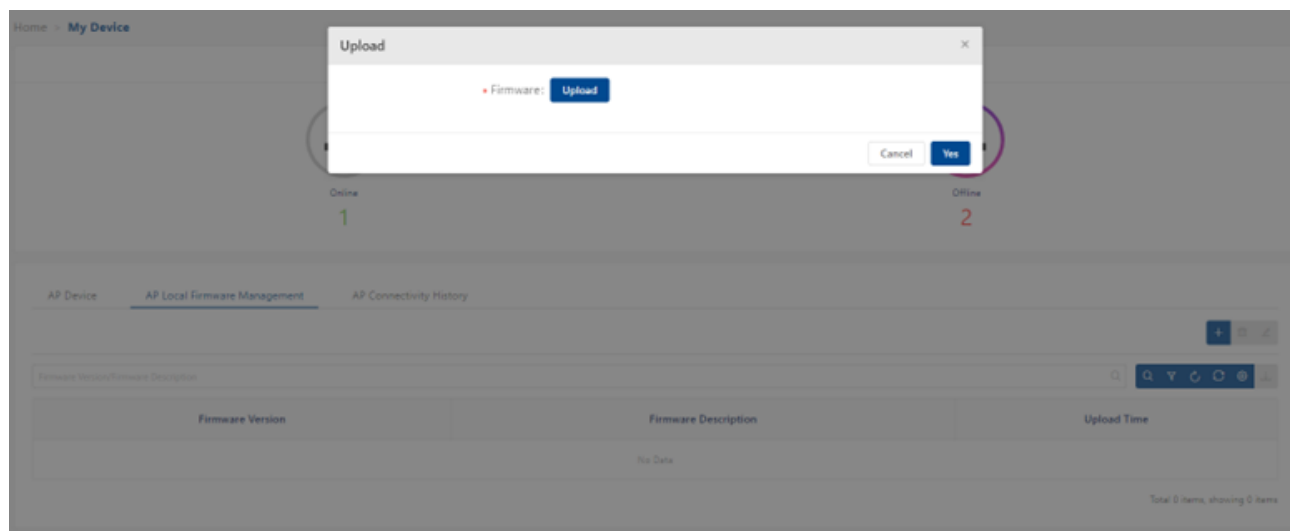 Home > My Device
Upload ×
* Firmware: Upload
Cancel Yes
Online Offline
1 2
AP Device AP Local Firmware Management AP Connectivity History
Firmware Version/Firmware Description
Firmware Version Firmware Description Upload Time
No Data
Total 0 items, showing 0 items